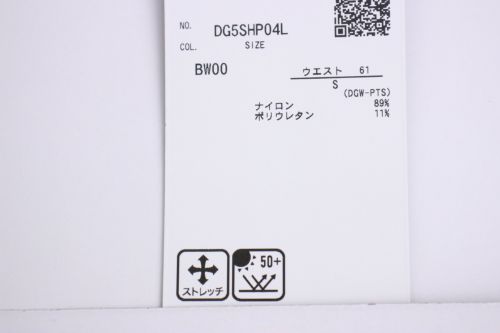 NO. DG5SHP04L
COL. SIZE
BW00 ウエスト 61
S
(DGW-PTS)
ナイロン 89%
ポリウレタン 11%
50+
ストレッチ